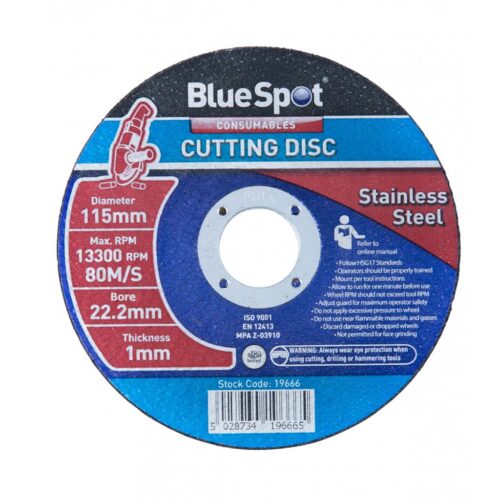 BlueSpot
CONSUMABLES
CUTTING DISC
Diameter
115mm
Max. RPM
13300 RPM
80M/S
Bore
22.2mm
Thickness
1mm
Stainless
Steel
Refer to
online manual
• Follow HSG17 Standards
• Operators should be properly trained
• Mount per tool instructions
• Allow to run for one minute before use
• Wheel RPM should not exceed tool RPM
• Adjust guard for maximum operator safety
• Do not apply excessive pressure to wheel
• Do not use near flammable materials and gasses
• Discard damaged or dropped wheels
• Not permitted for face grinding
ISO 9001
EN 12413
MPA Z-03910
tested
WARNING: Always wear eye protection when
using cutting, drilling or hammering tools
Stock Code: 19666
5 028734 196665